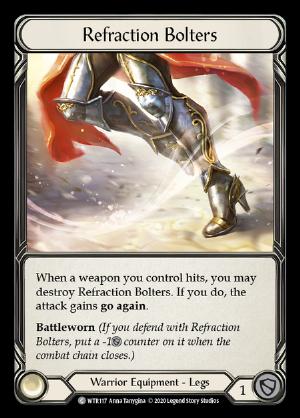 Refraction Bolters
When a weapon you control hits, you may
destroy Refraction Bolters. If you do, the
attack gains go again.
Battleworn (If you defend with Refraction
Bolters, put a -1 counter on it when the
combat chain closes.)
Warrior Equipment - Legs
1
WTR117 Anna Tarrygina © 2020 Legend Story Studios